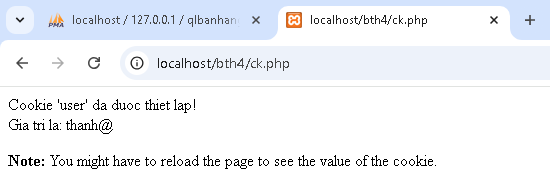 localhost / 127.0.0.1 / qlbanhan
localhost/bth4/ck.php
localhost/bth4/ck.php
Cookie 'user' da duoc thiet lap!
Gia tri la: thanh@
Note: You might have to reload the page to see the value of the cookie.